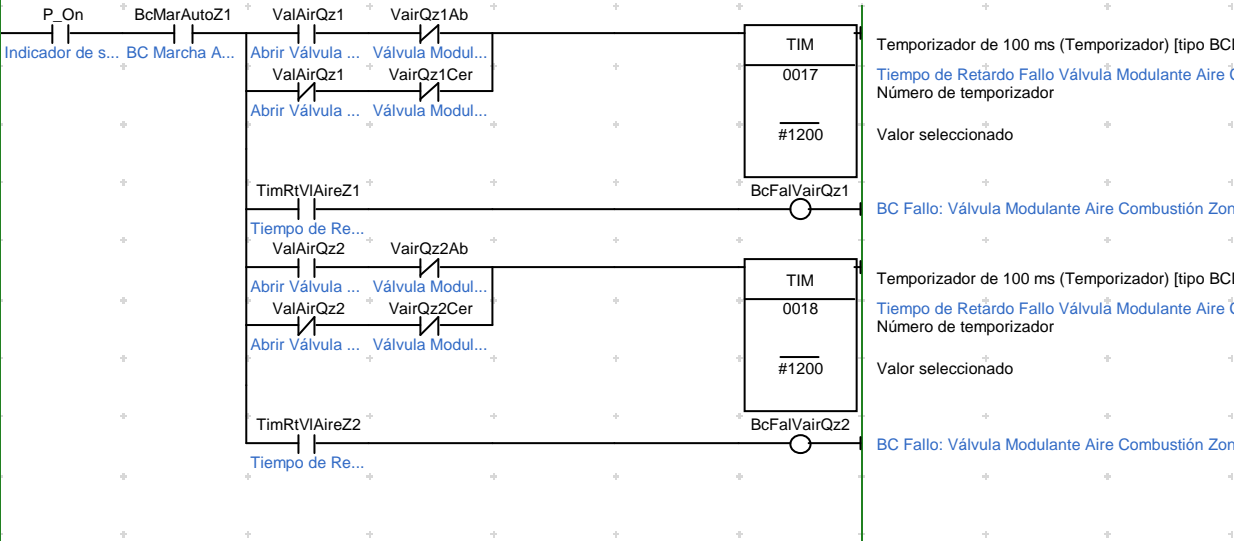 P_On BcMarAutoZ1 ValAirQz1 VairQz1Ab
Indicador de s... BC Marcha A... Abrir Válvula ... Válvula Modul...
TIM Temporizador de 100 ms (Temporizador) [tipo
ValAirQz1 VairQz1Cer 0017 Tiempo de Retardo Fallo Válvula Modulante Aire
Número de temporizador
Abrir Válvula ... Válvula Modul...
#1200 Valor seleccionado
TimRtVlAireZ1 BcFalVairQz1
BC Fallo: Válvula Modulante Aire Combustión
Tiempo de Re...
ValAirQz2 VairQz2Ab
Abrir Válvula ... Válvula Modul... TIM Temporizador de 100 ms (Temporizador) [tipo
ValAirQz2 VairQz2Cer 0018 Tiempo de Retardo Fallo Válvula Modulante Aire
Número de temporizador
Abrir Válvula ... Válvula Modul...
#1200 Valor seleccionado
TimRtVlAireZ2 BcFalVairQz2
BC Fallo: Válvula Modulante Aire Combustión
Tiempo de Re...